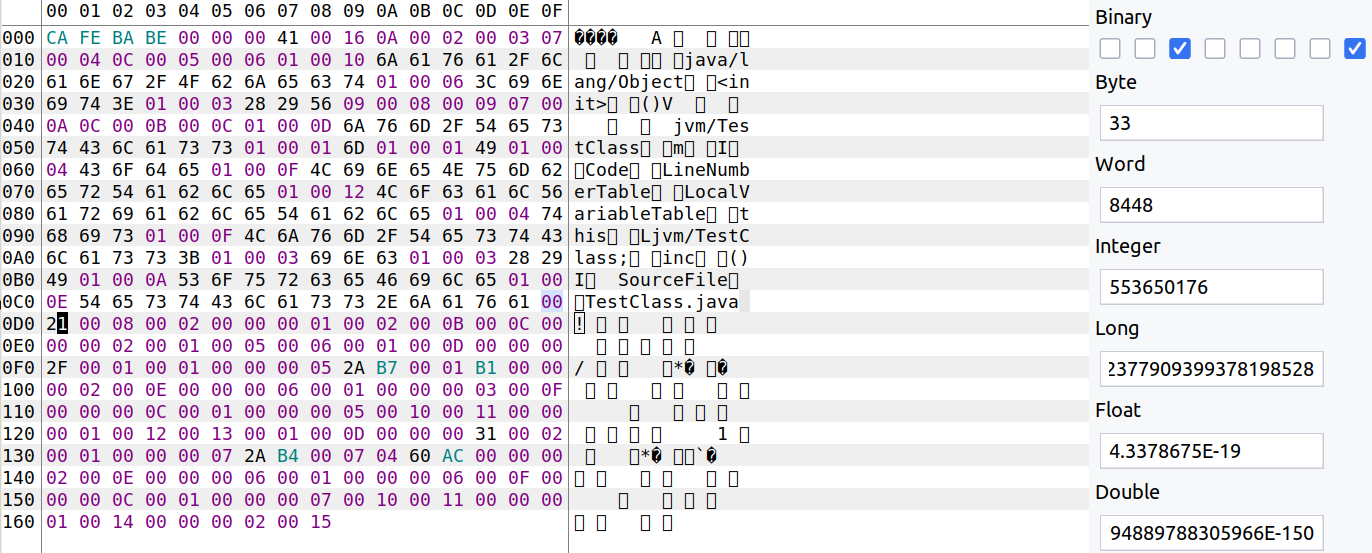 00 01 02 03 04 05 06 07 08 09 0A 0B 0C 0D 0E 0F
000 CA FE BA BE 00 00 00 41 00 16 0A 00 02 00 03 07 ���� A
010 00 04 0C 00 05 00 06 01 00 10 6A 61 76 61 2F 6C java/l
020 61 6E 67 2F 4F 62 6A 65 63 74 01 00 06 3C 69 6E ang/Object <in
030 69 74 3E 01 00 03 28 29 56 09 00 08 00 09 07 00 it> ()V
040 0A 0C 00 0B 00 0C 01 00 0D 6A 76 6D 2F 54 65 73 jvm/Tes
050 74 43 6C 61 73 73 01 00 01 6D 01 00 01 49 01 00 tClass m I
060 04 43 6F 64 65 01 00 0F 4C 69 6E 65 4E 75 6D 62 Code LineNumb
070 65 72 54 61 62 6C 65 01 00 12 4C 6F 63 61 6C 56 erTable LocalV
080 61 72 69 61 62 6C 65 54 61 62 6C 65 01 00 04 74 ariableTable t
090 68 69 73 01 00 0F 4C 6A 76 6D 2F 54 65 73 74 43 his Ljvm/TestC
0A0 6C 61 73 73 3B 01 00 03 69 6E 63 01 00 03 28 29 lass; inc ()
0B0 49 01 00 0A 53 6F 75 72 63 65 46 69 6C 65 01 00 I SourceFile
0C0 0E 54 65 73 74 43 6C 61 73 73 2E 6A 61 76 61 00 TestClass.java
0D0 21 00 08 00 02 00 00 00 01 00 02 00 0B 00 0C 00 !
0E0 00 00 02 00 01 00 05 00 06 00 01 00 0D 00 00 00
0F0 2F 00 01 00 01 00 00 00 05 2A B7 00 01 B1 00 00 / *� �
100 00 02 00 0E 00 00 00 06 00 01 00 00 00 03 00 0F
110 00 00 00 0C 00 01 00 00 00 05 00 10 00 11 00 00
120 00 01 00 12 00 13 00 01 00 0D 00 00 00 31 00 02 1
130 00 01 00 00 00 07 2A B4 00 07 04 60 AC 00 00 00 *� `�
140 02 00 0E 00 00 00 06 00 01 00 00 00 06 00 0F 00
150 00 00 0C 00 01 00 00 00 07 00 10 00 11 00 00 00
160 01 00 14 00 00 00 02 00 15
Binary
Byte
33
Word
8448
Integer
553650176
Long
2377909399378198528
Float
4.3378675E-19
Double
94889788305966E-150